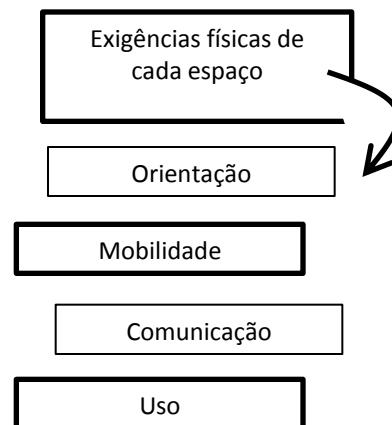 Exigências físicas de
cada espaço
Orientação
Mobilidade
Comunicação
Uso